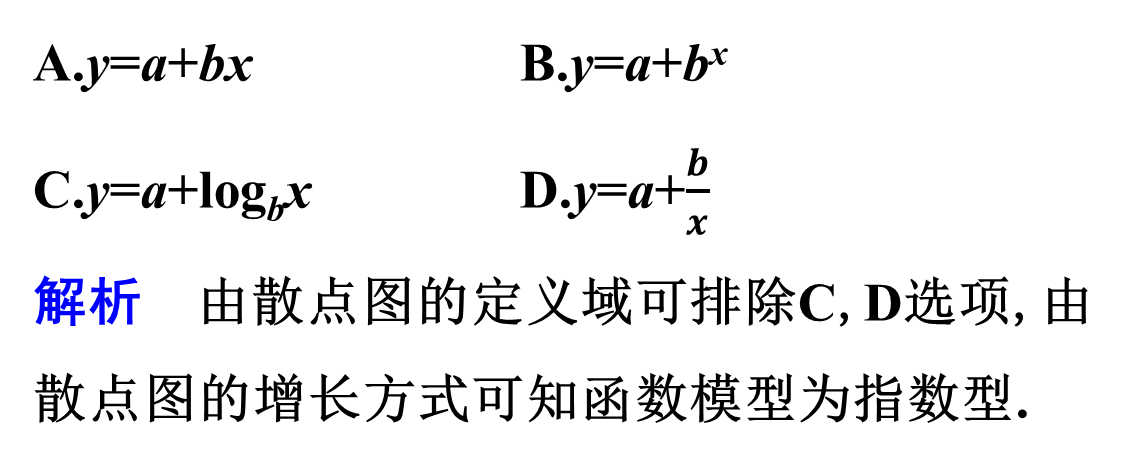 A.y=a+bx B.y=a+bˣ
C.y=a+log_b x D.y=a+b/x
解析 由散点图的定义域可排除C, D选项, 由
散点图的增长方式可知函数模型为指数型.